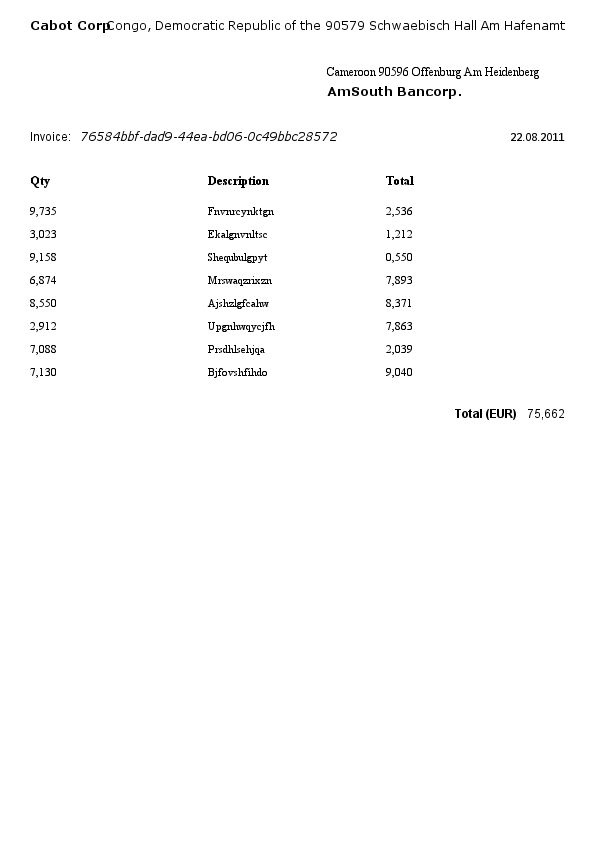 Cabot Corp Congo, Democratic Republic of the 90579 Schwaebisch Hall Am Hafenamt
Cameroon 90596 Offenburg Am Heidenberg
AmSouth Bancorp.
Invoice: 76584bbf-dad9-44ea-bd06-0c49bbc28572 22.08.2011
Qty Description Total
9,735 Fnvnrcynktgn 2,536
3,023 Ekalgnvnltsc 1,212
9,158 Shequbulgpyt 0,550
6,874 Mrswaqzrixzn 7,893
8,550 Ajshzlgfcahw 8,371
2,912 Upgnhwqycjfh 7,863
7,088 Prsdhlsehjqa 2,039
7,130 Bjfovshfihdo 9,040
Total (EUR) 75,662